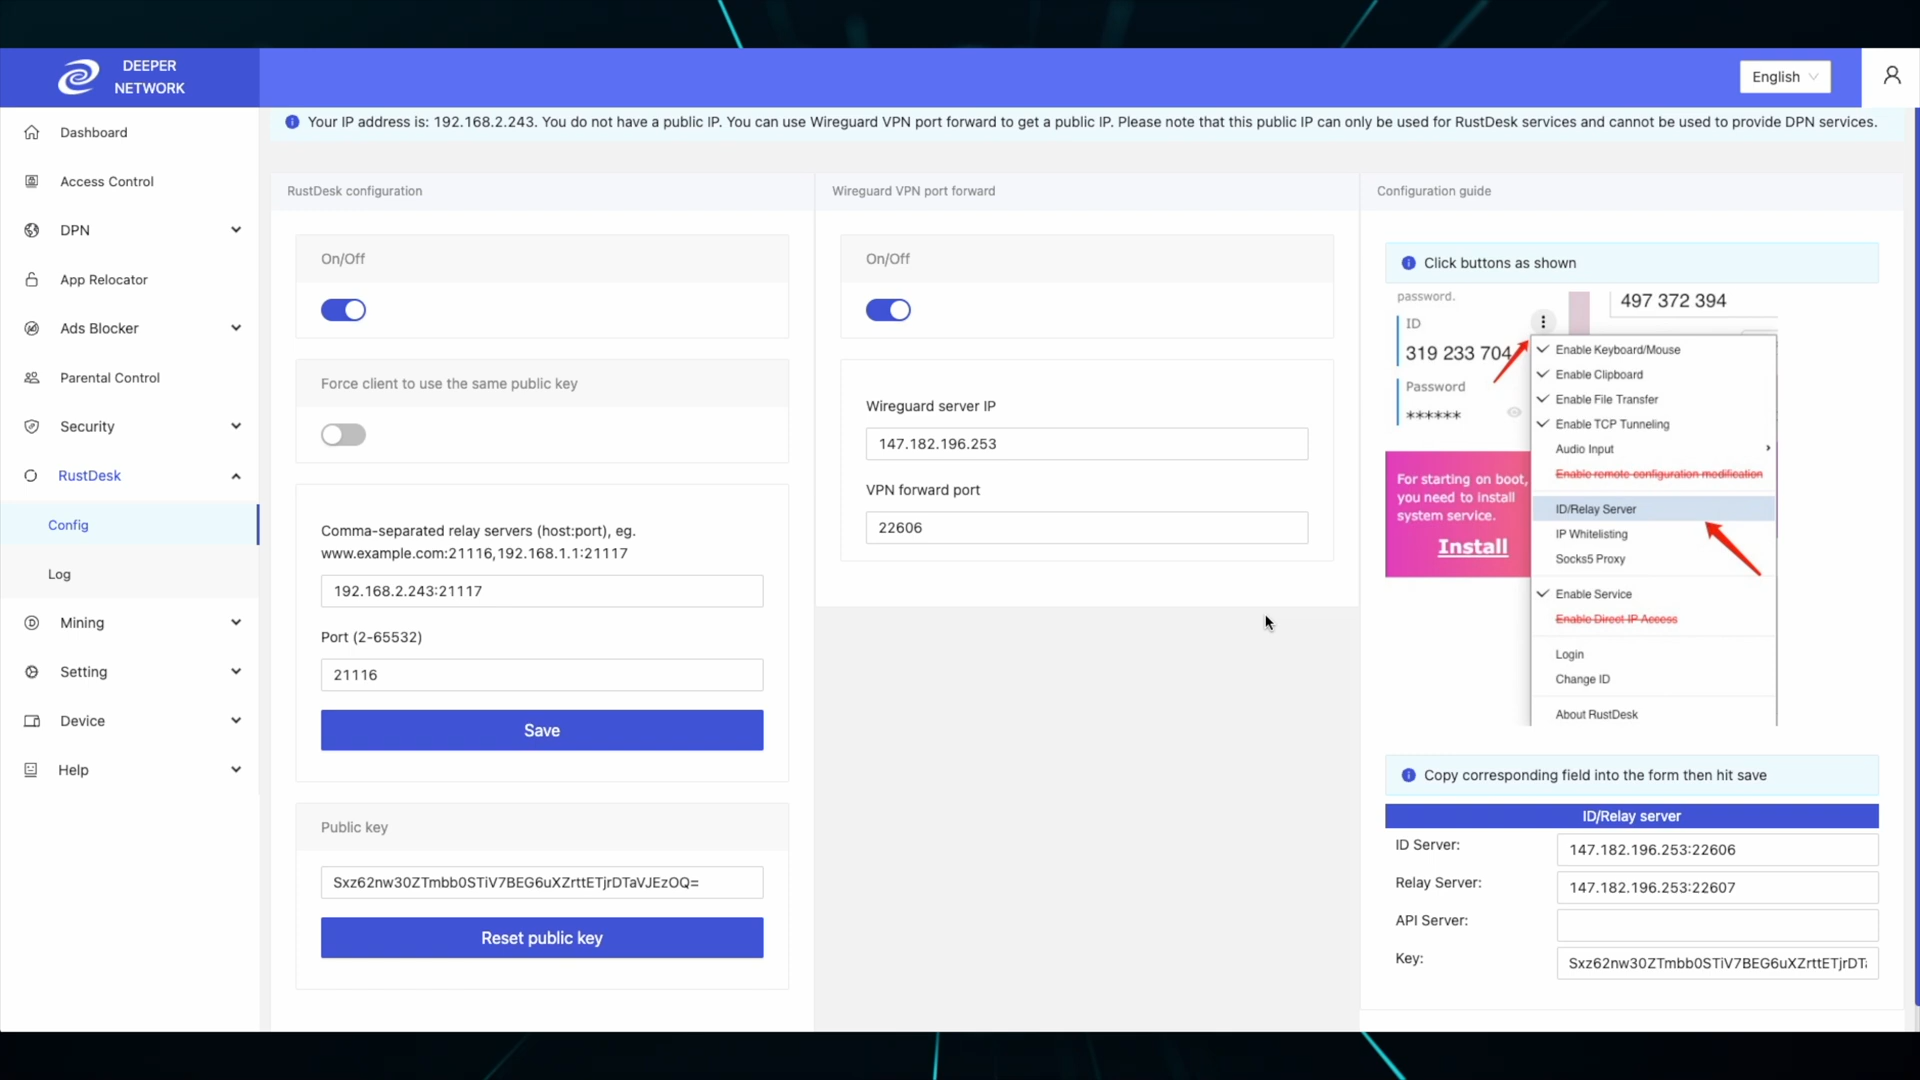 DEEPER
NETWORK
English
Dashboard
Access Control
DPN
App Relocator
Ads Blocker
Parental Control
Security
RustDesk
Config
Log
Mining
Setting
Device
Help
Your IP address is: 192.168.2.243. You do not have a public IP. You can use Wireguard VPN port forward to get a public IP. Please note that this public IP can only be used for RustDesk services and cannot be used to provide DPN services.
RustDesk configuration
On/Off
Force client to use the same public key
Comma-separated relay servers (host:port), eg.
www.example.com:21116,192.168.1.1:21117
192.168.2.243:21117
Port (2-65532)
21116
Save
Public key
Sxz62nw30ZTmbb0STiV7BEG6uXZrttETjrDTaVJEzOQ=
Reset public key
Wireguard VPN port forward
On/Off
Wireguard server IP
147.182.196.253
VPN forward port
22606
Configuration guide
Click buttons as shown
password.
497 372 394
ID
319 233 704
Password
******
For starting on boot,
you need to install
system service.
Install
Enable Keyboard/Mouse
Enable Clipboard
Enable File Transfer
Enable TCP Tunneling
Audio Input
Enable remote configuration modification
ID/Relay Server
IP Whitelisting
Socks5 Proxy
Enable Service
Enable Direct IP Access
Login
Change ID
About RustDesk
Copy corresponding field into the form then hit save
ID/Relay server
ID Server:
147.182.196.253:22606
Relay Server:
147.182.196.253:22607
API Server:
Key:
Sxz62nw30ZTmbb0STiV7BEG6uXZrttETjrDT